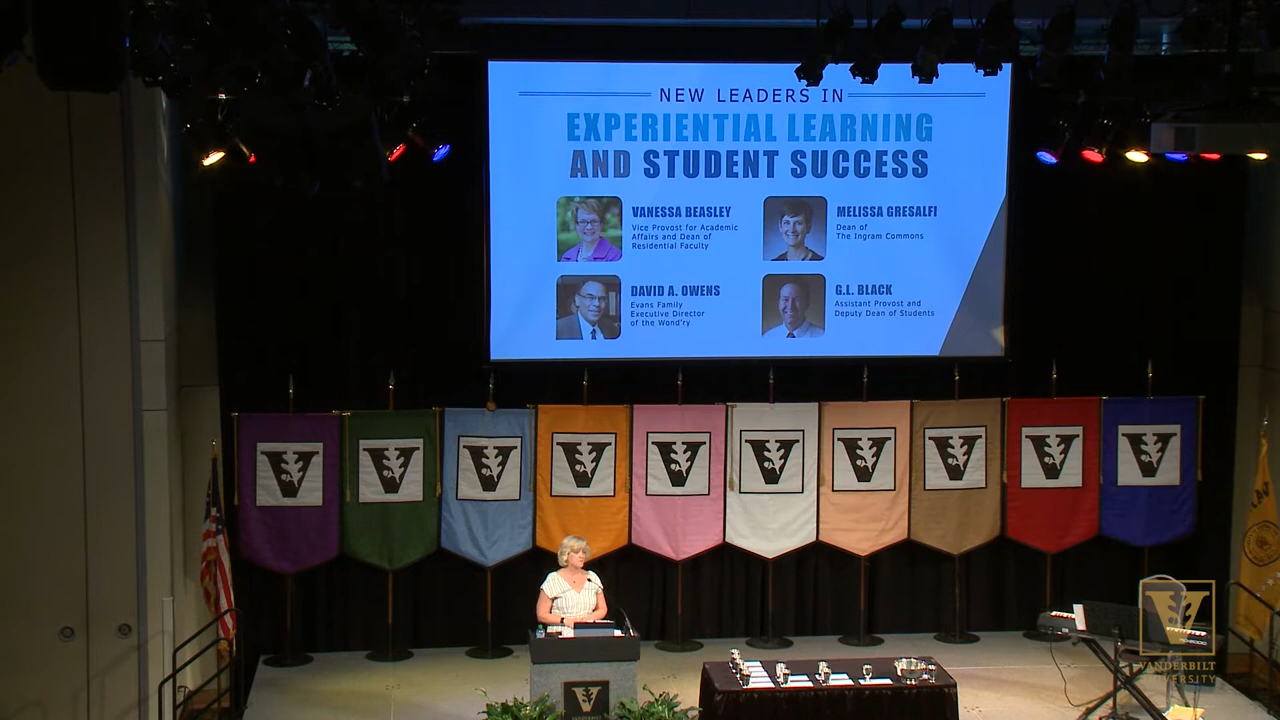 NEW LEADERS IN
EXPERIENTIAL LEARNING
AND STUDENT SUCCESS
VANESSA BEASLEY
Vice Provost for Academic
Affairs and Dean of
Residential Faculty
MELISSA GRESALFI
Dean of
The Ingram Commons
DAVID A. OWENS
Evans Family
Executive Director
of the Wond'ry
G.L. BLACK
Assistant Provost and
Deputy Dean of Students
V V V V V V V V V V
V
VANDERBILT
UNIVERSITY
V